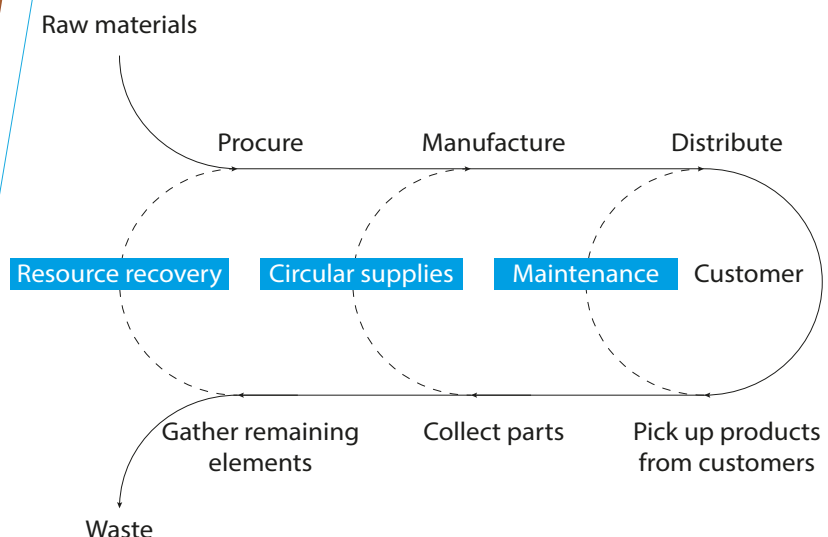 Raw materials
Procure
Manufacture
Distribute
Resource recovery
Circular supplies
Maintenance
Customer
Gather remaining
elements
Collect parts
Pick up products
from customers
Waste